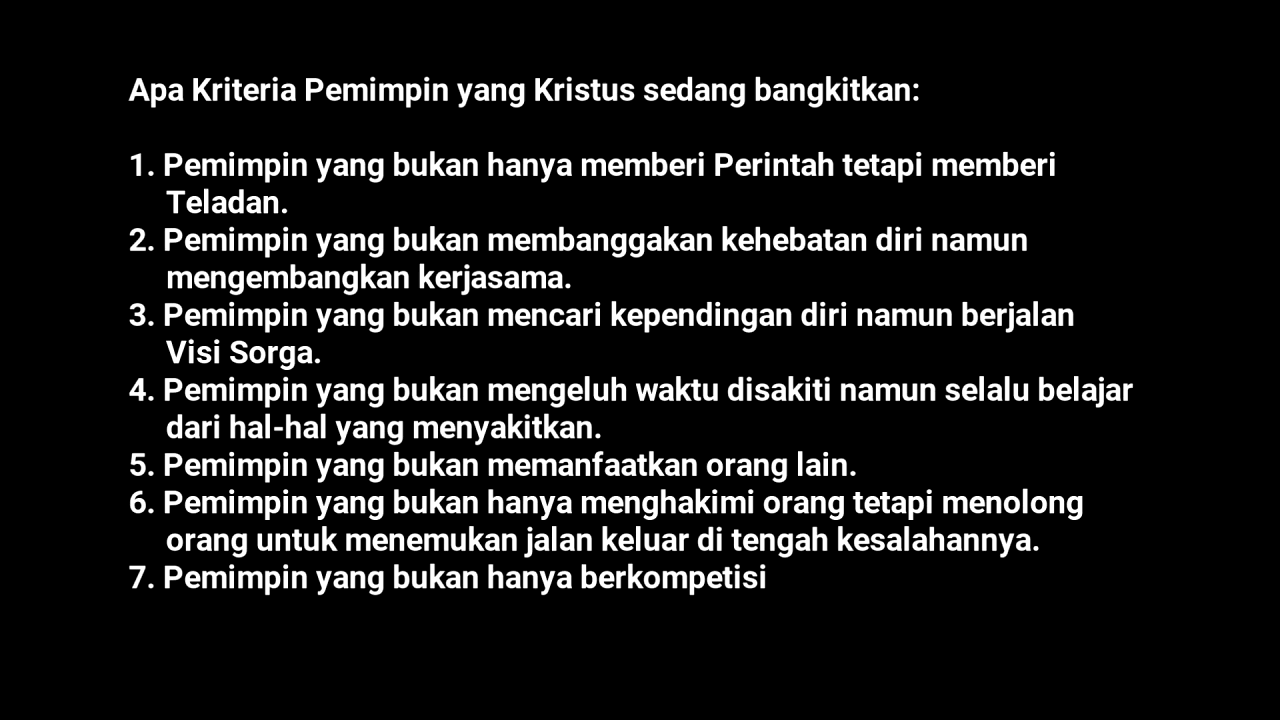 Apa Kriteria Pemimpin yang Kristus sedang bangkitkan:
1. Pemimpin yang bukan hanya memberi Perintah tetapi memberi
Teladan.
2. Pemimpin yang bukan membanggakan kehebatan diri namun
mengembangkan kerjasama.
3. Pemimpin yang bukan mencari kependingan diri namun berjalan
Visi Sorga.
4. Pemimpin yang bukan mengeluh waktu disakiti namun selalu belajar
dari hal-hal yang menyakitkan.
5. Pemimpin yang bukan memanfaatkan orang lain.
6. Pemimpin yang bukan hanya menghakimi orang tetapi menolong
orang untuk menemukan jalan keluar di tengah kesalahannya.
7. Pemimpin yang bukan hanya berkompetisi